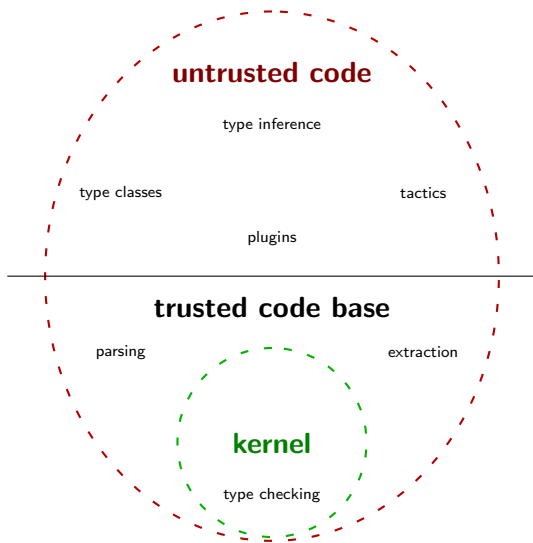 untrusted code
type inference
type classes
tactics
plugins
trusted code base
parsing
extraction
kernel
type checking